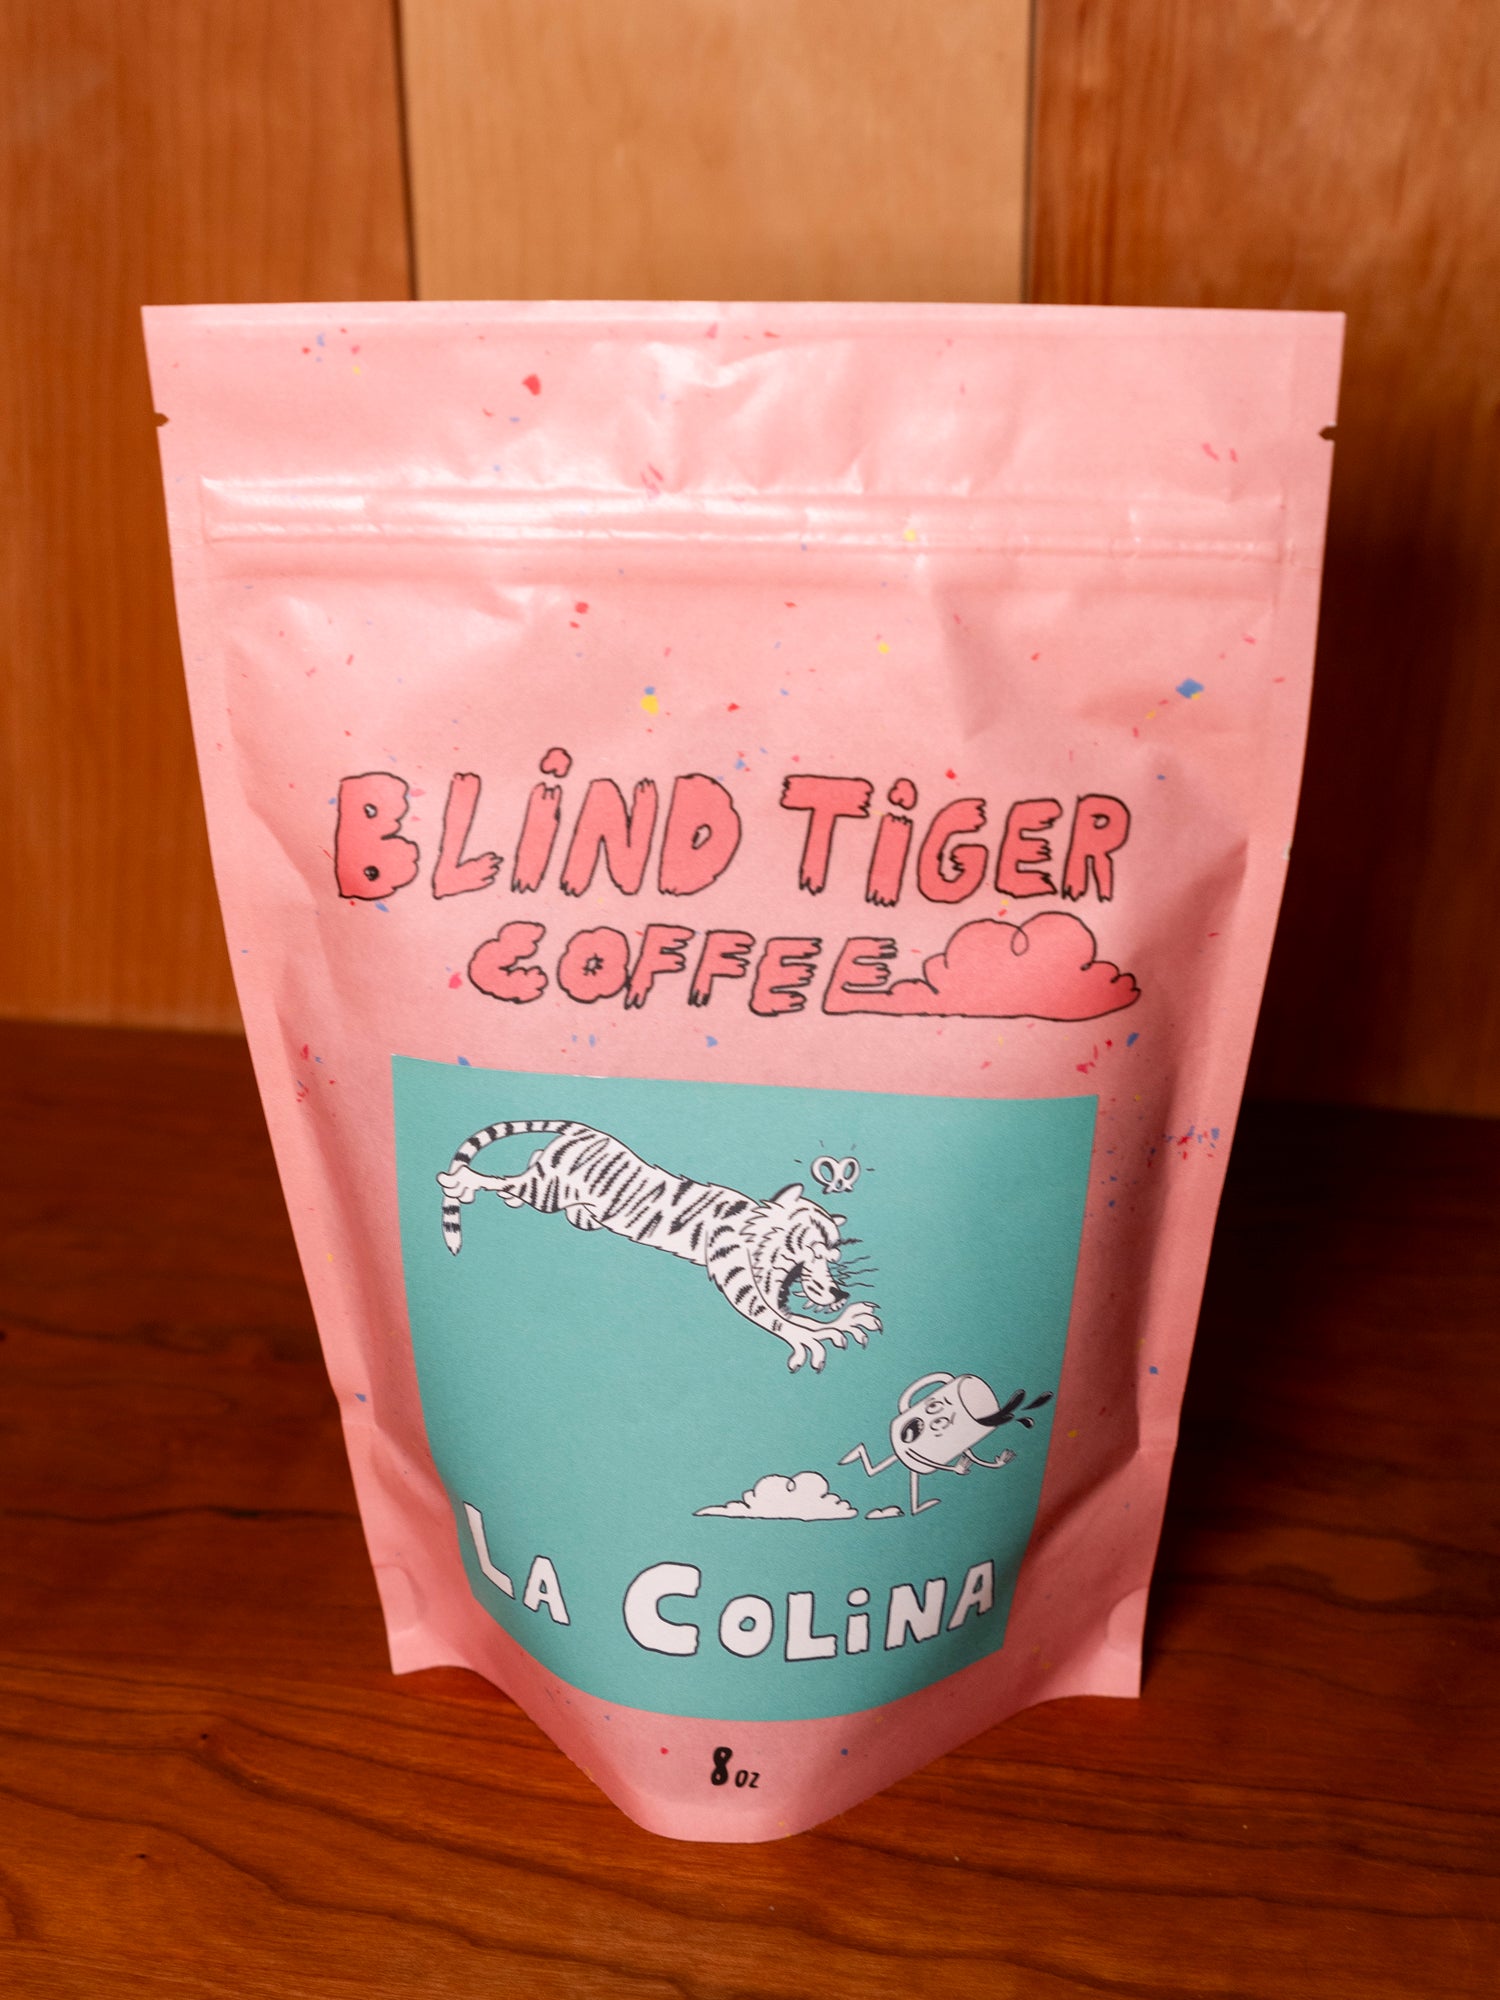 BLiND TiGER
COFFEE
LA COLiNA
8 oz